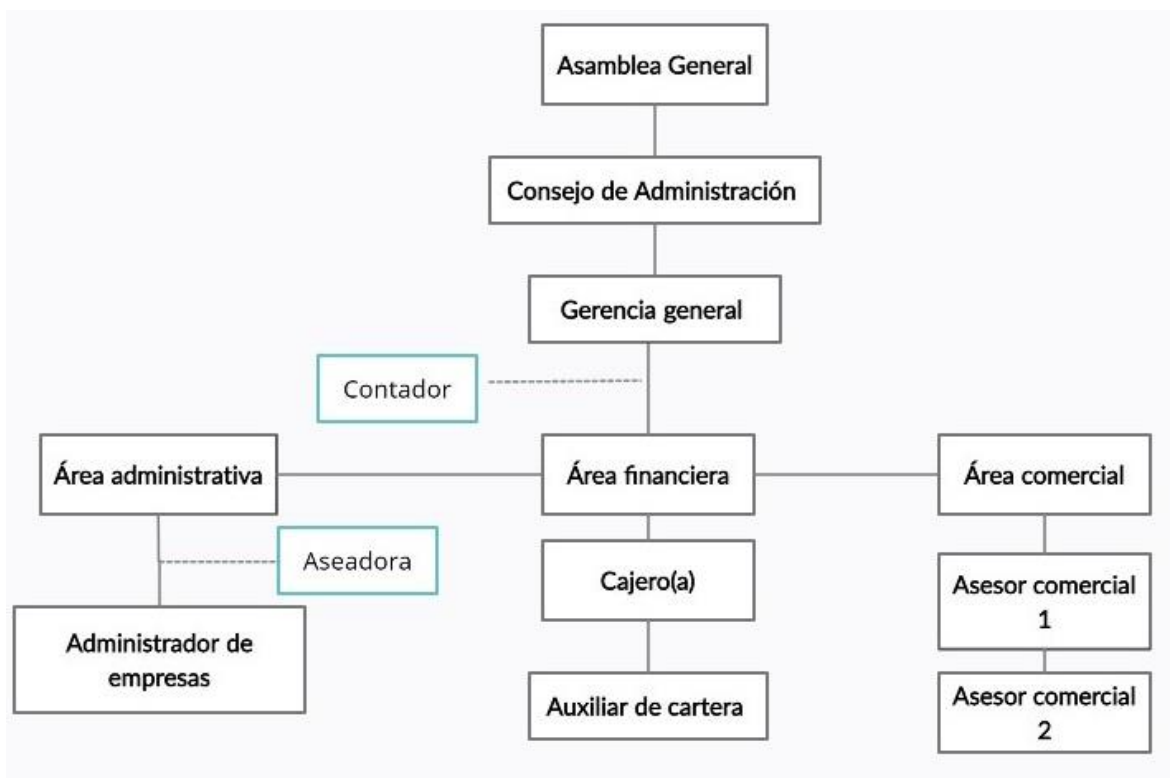 Asamblea General
Consejo de Administración
Gerencia general
Contador
Área administrativa
Área financiera
Área comercial
Aseadora
Cajero(a)
Asesor comercial
1
Administrador de
empresas
Auxiliar de cartera
Asesor comercial
2